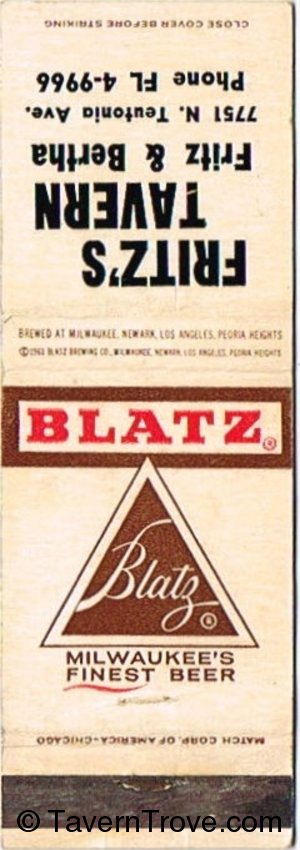 CLOSE COVER BEFORE STRIKING
FRITZ'S
TAVERN
Fritz & Bertha
7751 N. Teutonia Ave.
Phone FL 4-9966
BREWED AT MILWAUKEE, NEWARK, LOS ANGELES, PEORIA HEIGHTS
BLATZ BREWING CO., MILWAUKEE, NEWARK, LOS ANGELES, PEORIA HEIGHTS
BLATZ®
Blatz®
MILWAUKEE'S
FINEST BEER
MATCH CORP. OF AMERICA-CHICAGO
© TavernTrove.com